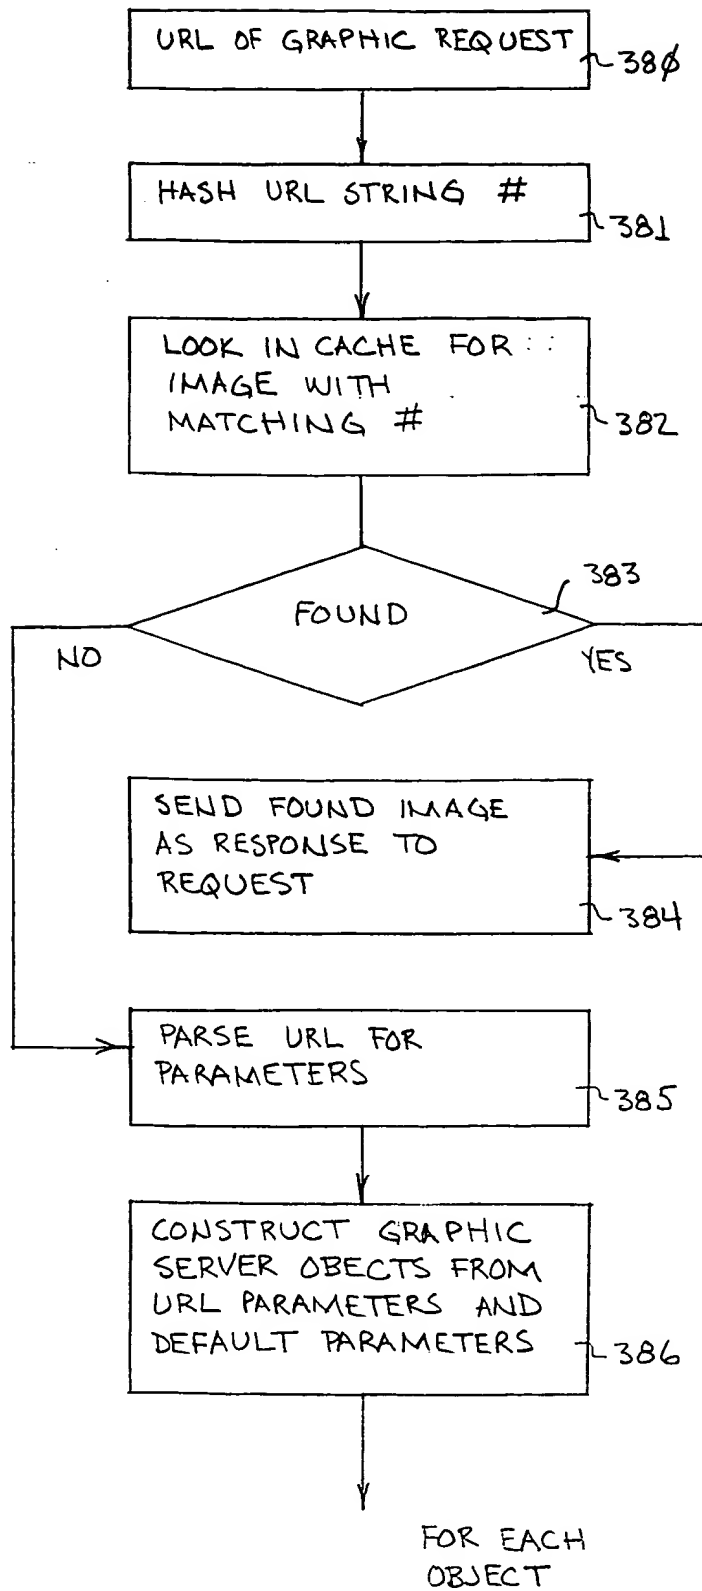 URL OF GRAPHIC REQUEST
380
HASH URL STRING #
381
LOOK IN CACHE FOR
IMAGE WITH
MATCHING #
382
383
FOUND
NO
YES
SEND FOUND IMAGE
AS RESPONSE TO
REQUEST
384
PARSE URL FOR
PARAMETERS
385
CONSTRUCT GRAPHIC
SERVER OBECTS FROM
URL PARAMETERS AND
DEFAULT PARAMETERS
386
FOR EACH
OBJECT